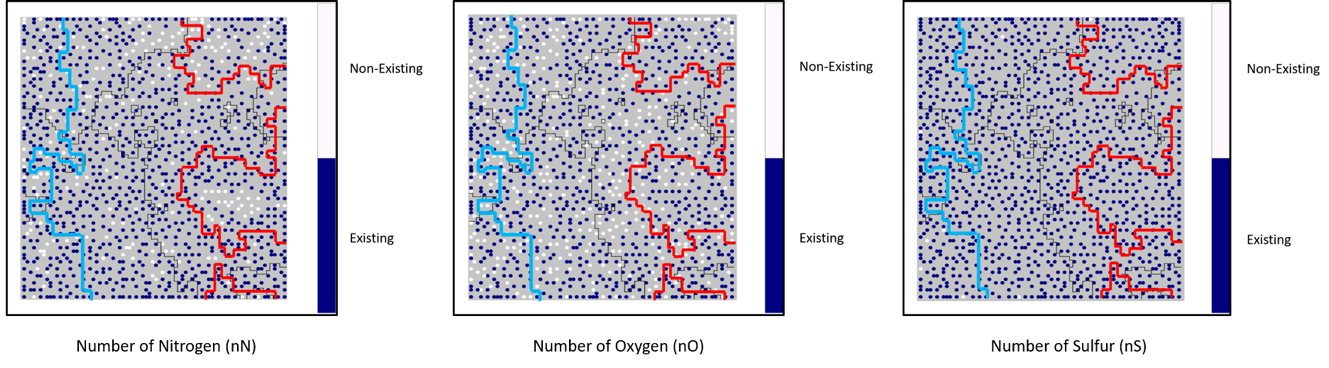 Non-Existing
Existing
Number of Nitrogen (nN)
Non-Existing
Existing
Number of Oxygen (nO)
Non-Existing
Existing
Number of Sulfur (nS)